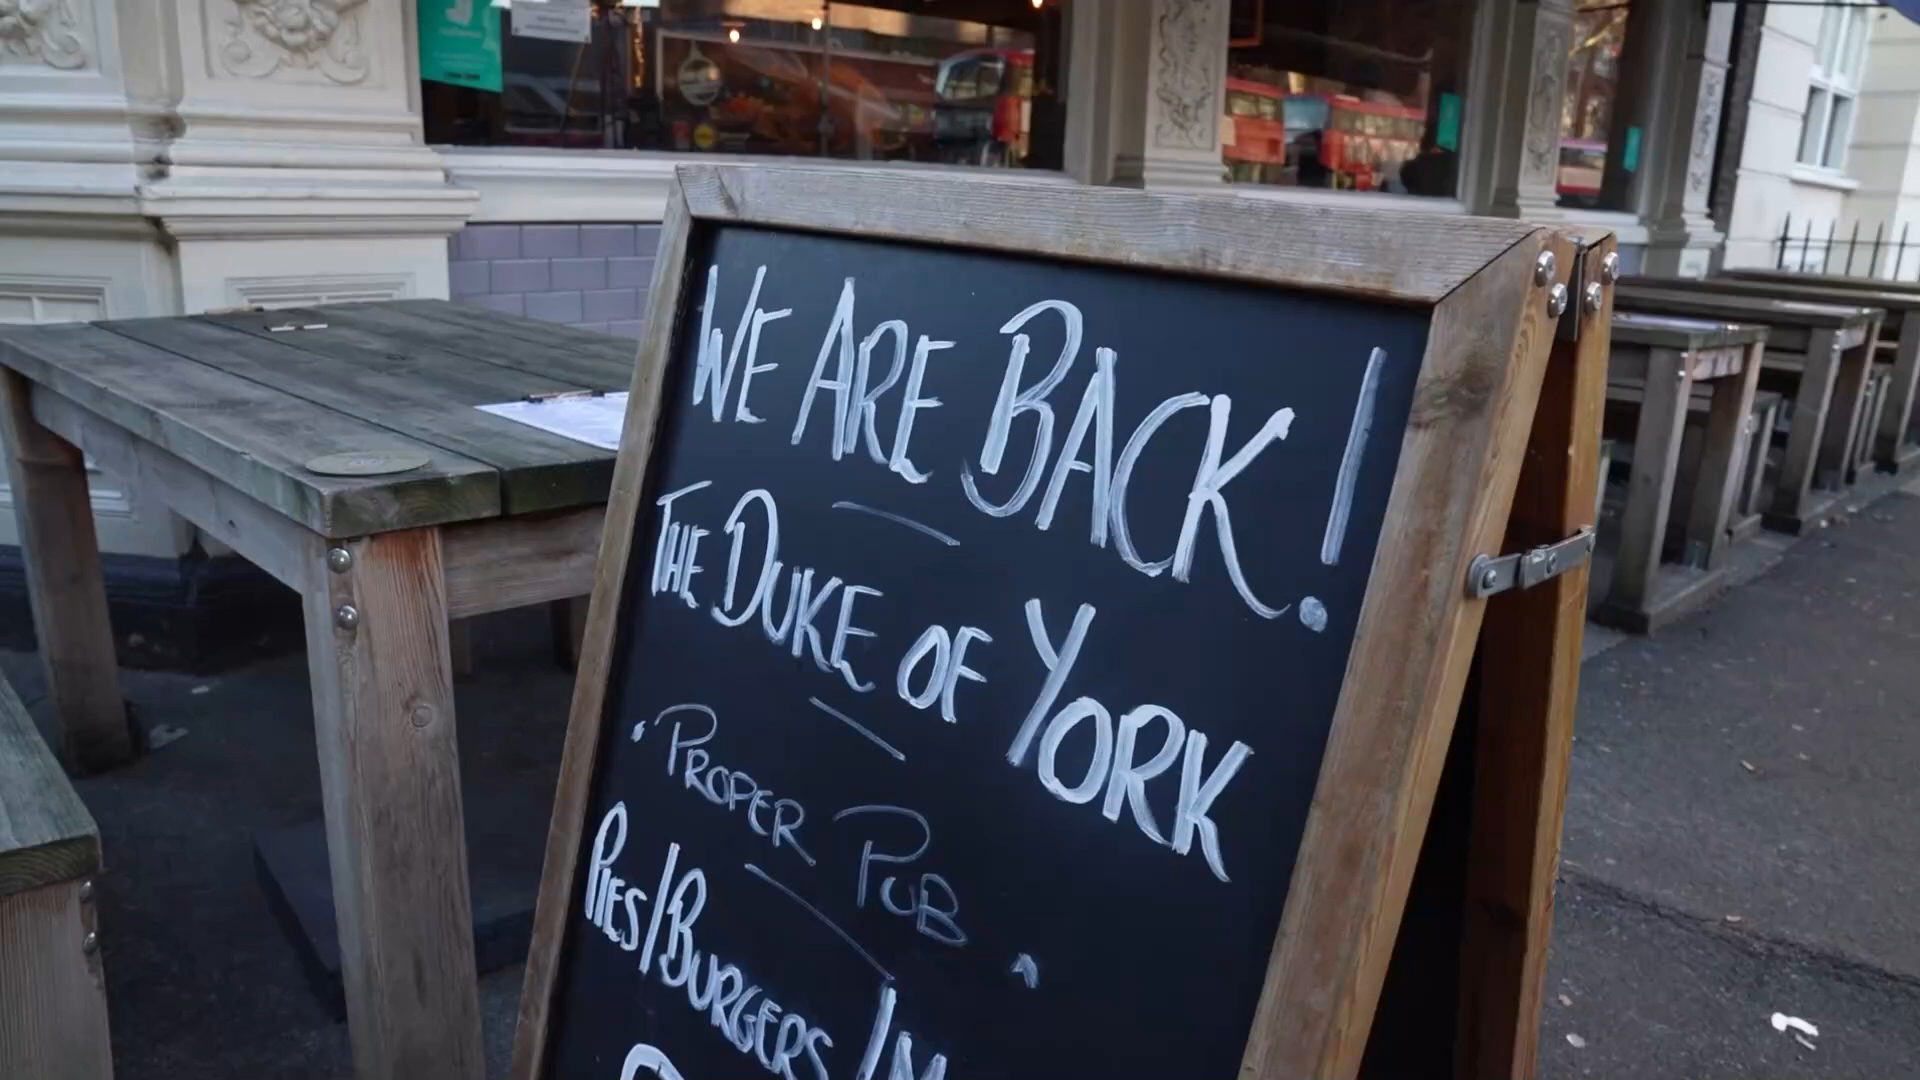 WE ARE BACK!
THE DUKE OF YORK
PROPER PUB
PIES/BURGERS